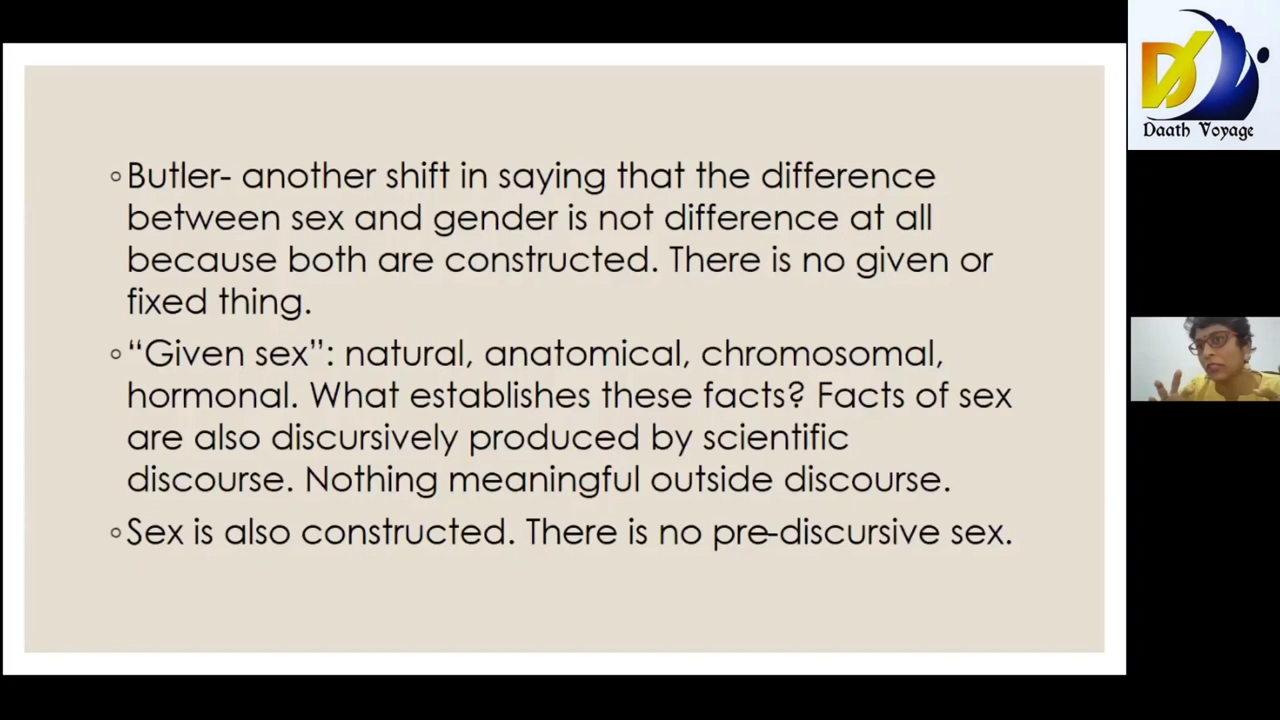 ◦Butler- another shift in saying that the difference
between sex and gender is not difference at all
because both are constructed. There is no given or
fixed thing.
◦“Given sex”: natural, anatomical, chromosomal,
hormonal. What establishes these facts? Facts of sex
are also discursively produced by scientific
discourse. Nothing meaningful outside discourse.
◦Sex is also constructed. There is no pre-discursive sex.
DV
Daath Voyage